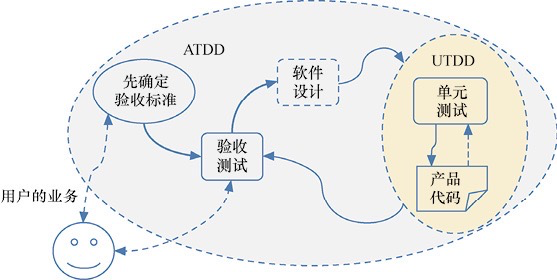 ATDD
UTDD
先确定
验收标准
软件
设计
单元
测试
验收
测试
产品
代码
用户的业务